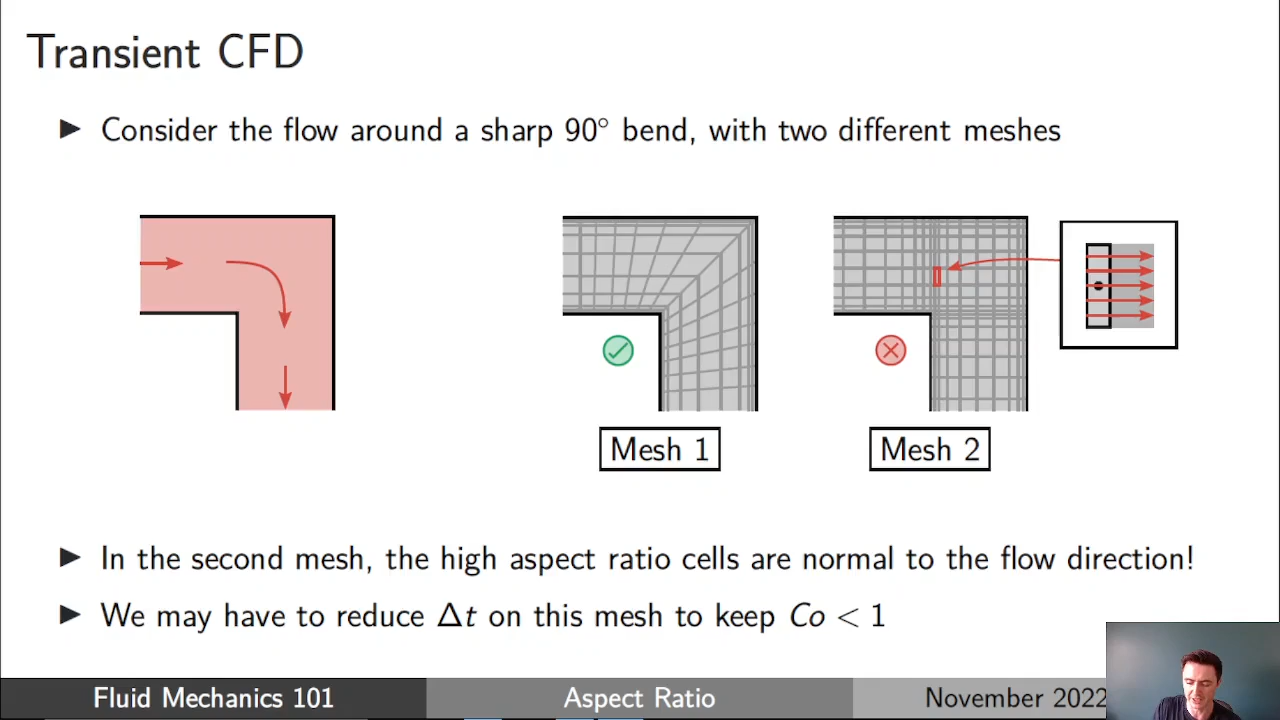 Transient CFD
▶ Consider the flow around a sharp 90° bend, with two different meshes
Mesh 1
Mesh 2
▶ In the second mesh, the high aspect ratio cells are normal to the flow direction!
▶ We may have to reduce Δt on this mesh to keep Co < 1
Fluid Mechanics 101
Aspect Ratio
November 2022